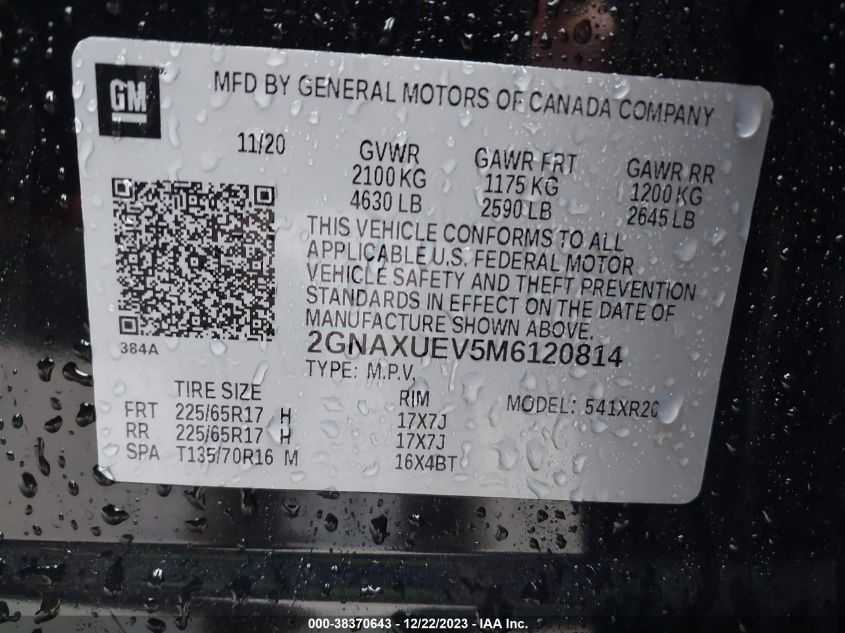 GM
MFD BY GENERAL MOTORS OF CANADA COMPANY
11/20
GVWR GAWR FRT GAWR RR
2100 KG 1175 KG 1200 KG
4630 LB 2590 LB 2645 LB
THIS VEHICLE CONFORMS TO ALL
APPLICABLE U.S. FEDERAL MOTOR
VEHICLE SAFETY AND THEFT PREVENTION
STANDARDS IN EFFECT ON THE DATE OF
MANUFACTURE SHOWN ABOVE.
384A
2GNAXUEV5M6120814
TYPE: M.P.V.
TIRE SIZE RIM MODEL:
FRT 225/65R17 H 17X7J
RR 225/65R17 H 17X7J
SPA T135/70R16 M 16X4BT
000-38370643 - 12/22/2023 - IAA Inc.